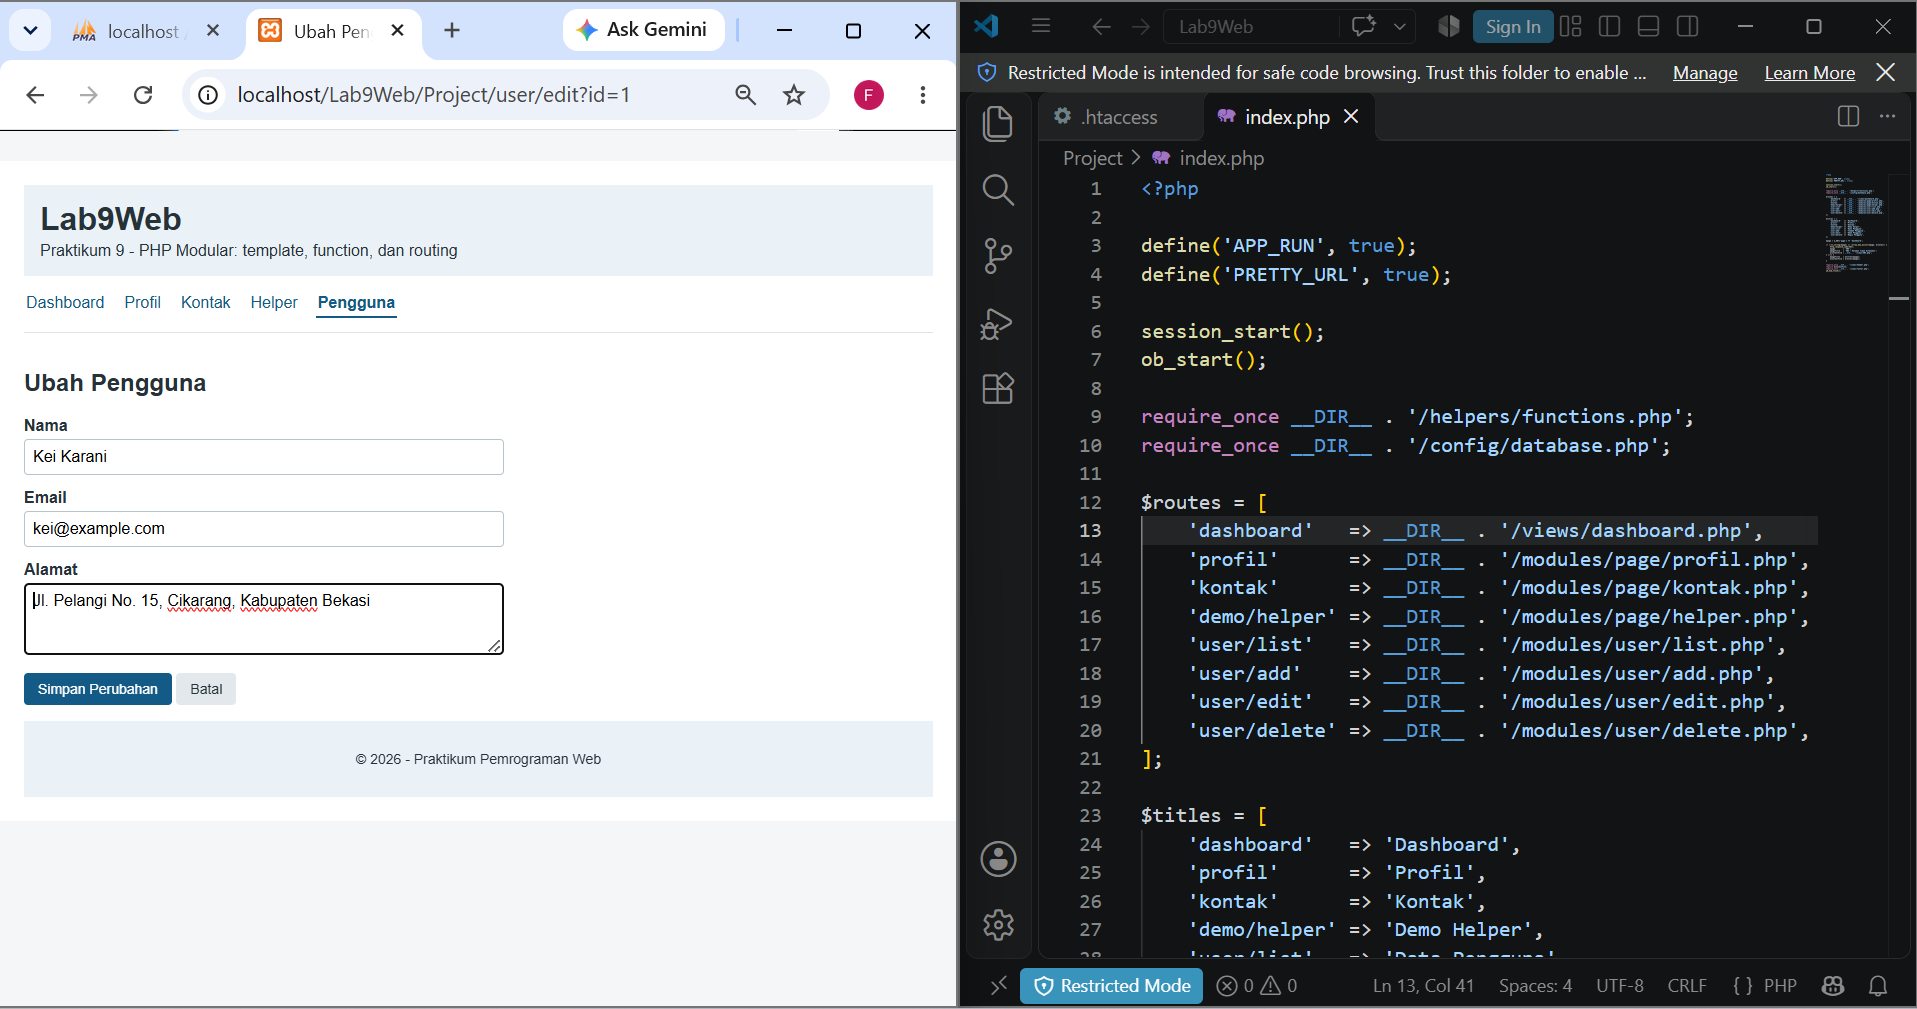 localhost /
Ubah Pen
Ask Gemini
localhost/Lab9Web/Project/user/edit?id=1
F
Lab9Web
Praktikum 9 - PHP Modular: template, function, dan routing
Dashboard Profil Kontak Helper Pengguna
Ubah Pengguna
Nama
Kei Karani
Email
kei@example.com
Alamat
Jl. Pelangi No. 15, Cikarang, Kabupaten Bekasi
Simpan Perubahan Batal
© 2026 - Praktikum Pemrograman Web
Lab9Web
Sign In
Restricted Mode is intended for safe code browsing. Trust this folder to enable ... Manage Learn More
.htaccess index.php
Project > index.php
1 <?php
2
3 define('APP_RUN', true);
4 define('PRETTY_URL', true);
5
6 session_start();
7 ob_start();
8
9 require_once __DIR__ . '/helpers/functions.php';
10 require_once __DIR__ . '/config/database.php';
11
12 $routes = [
13 'dashboard' => __DIR__ . '/views/dashboard.php',
14 'profil' => __DIR__ . '/modules/page/profil.php',
15 'kontak' => __DIR__ . '/modules/page/kontak.php',
16 'demo/helper' => __DIR__ . '/modules/page/helper.php',
17 'user/list' => __DIR__ . '/modules/user/list.php',
18 'user/add' => __DIR__ . '/modules/user/add.php',
19 'user/edit' => __DIR__ . '/modules/user/edit.php',
20 'user/delete' => __DIR__ . '/modules/user/delete.php',
21 ];
22
23 $titles = [
24 'dashboard' => 'Dashboard',
25 'profil' => 'Profil',
26 'kontak' => 'Kontak',
27 'demo/helper' => 'Demo Helper',
28 'user/list' => 'Data Pengguna'
Restricted Mode 0 0 Ln 13, Col 41 Spaces: 4 UTF-8 CRLF { } PHP